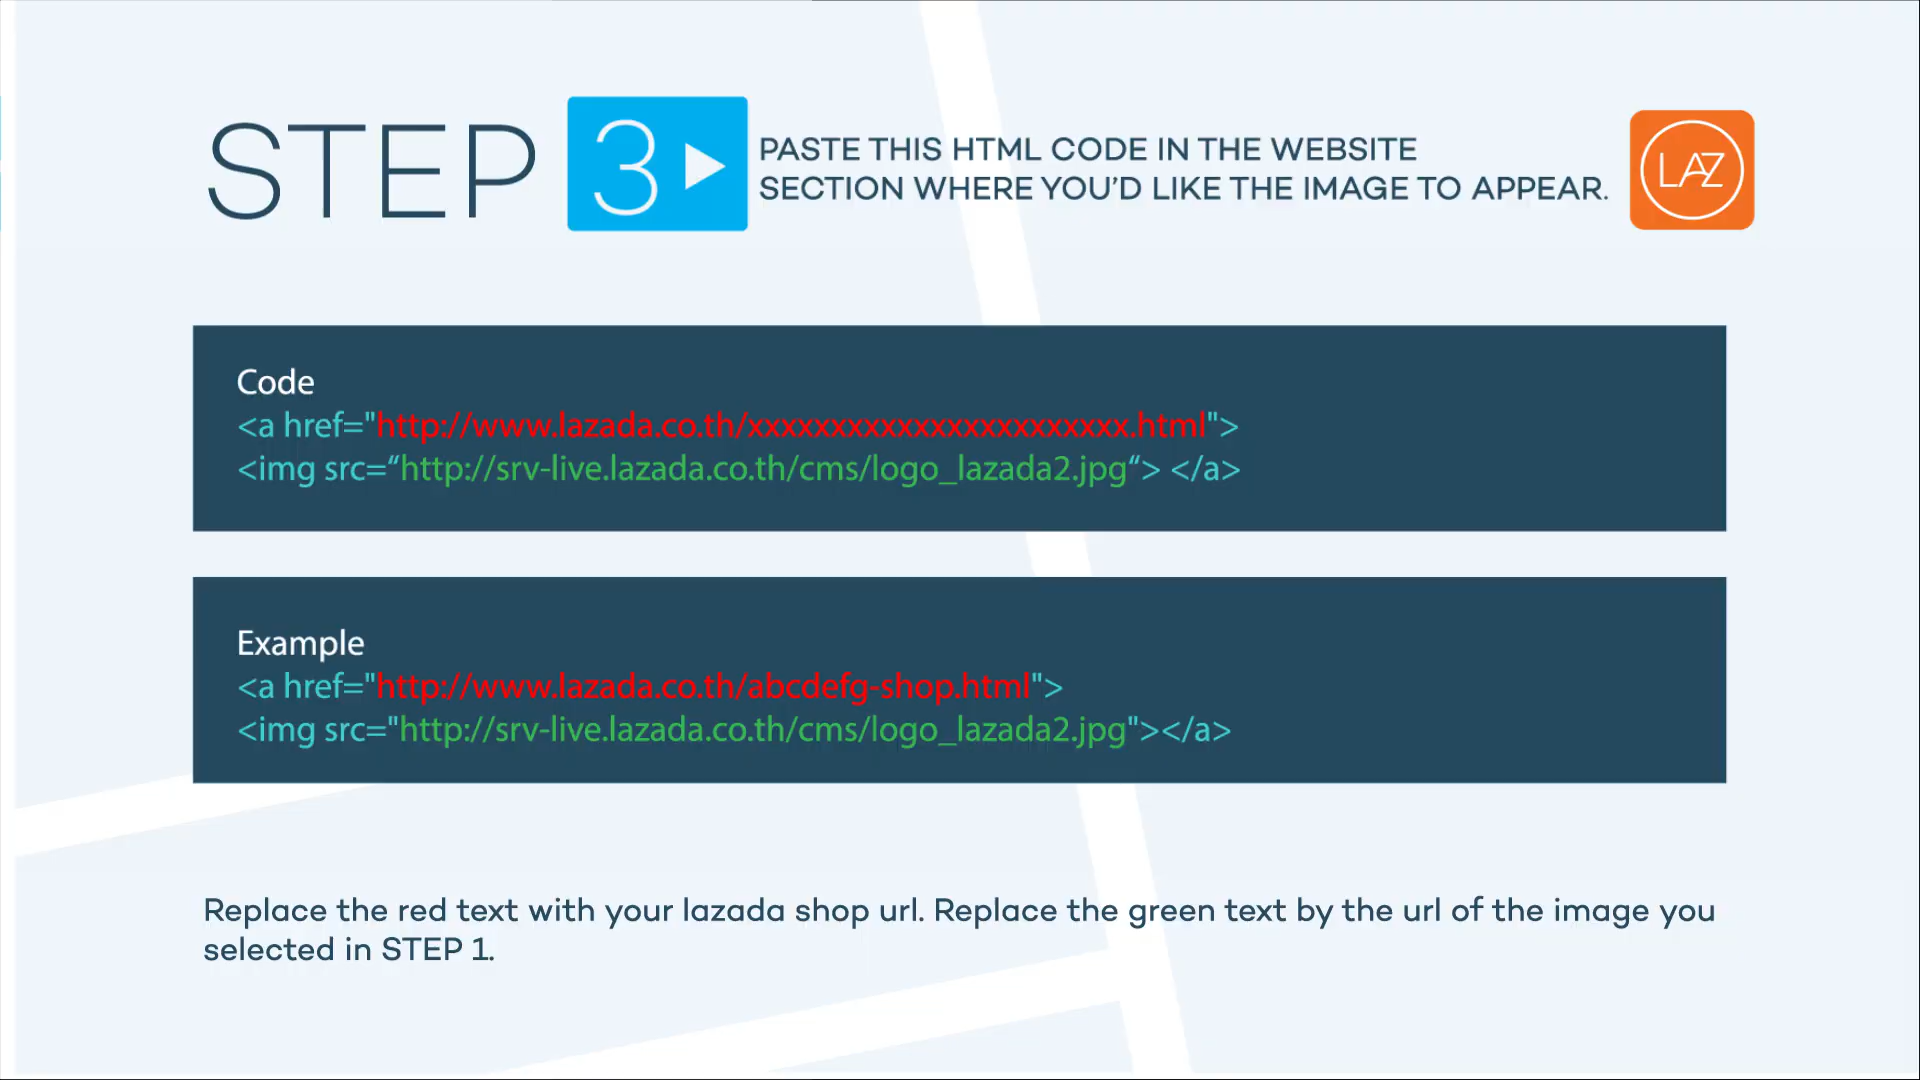 STEP 3
PASTE THIS HTML CODE IN THE WEBSITE
SECTION WHERE YOU'D LIKE THE IMAGE TO APPEAR.
LAZ
Code
<a href="http://www.lazada.co.th/xxxxxxxxxxxxxxxxxxxxxxx.html">
<img src=“http://srv-live.lazada.co.th/cms/logo_lazada2.jpg“> </a>
Example
<a href="http://www.lazada.co.th/abcdefg-shop.html">
<img src="http://srv-live.lazada.co.th/cms/logo_lazada2.jpg"></a>
Replace the red text with your lazada shop url. Replace the green text by the url of the image you
selected in STEP 1.